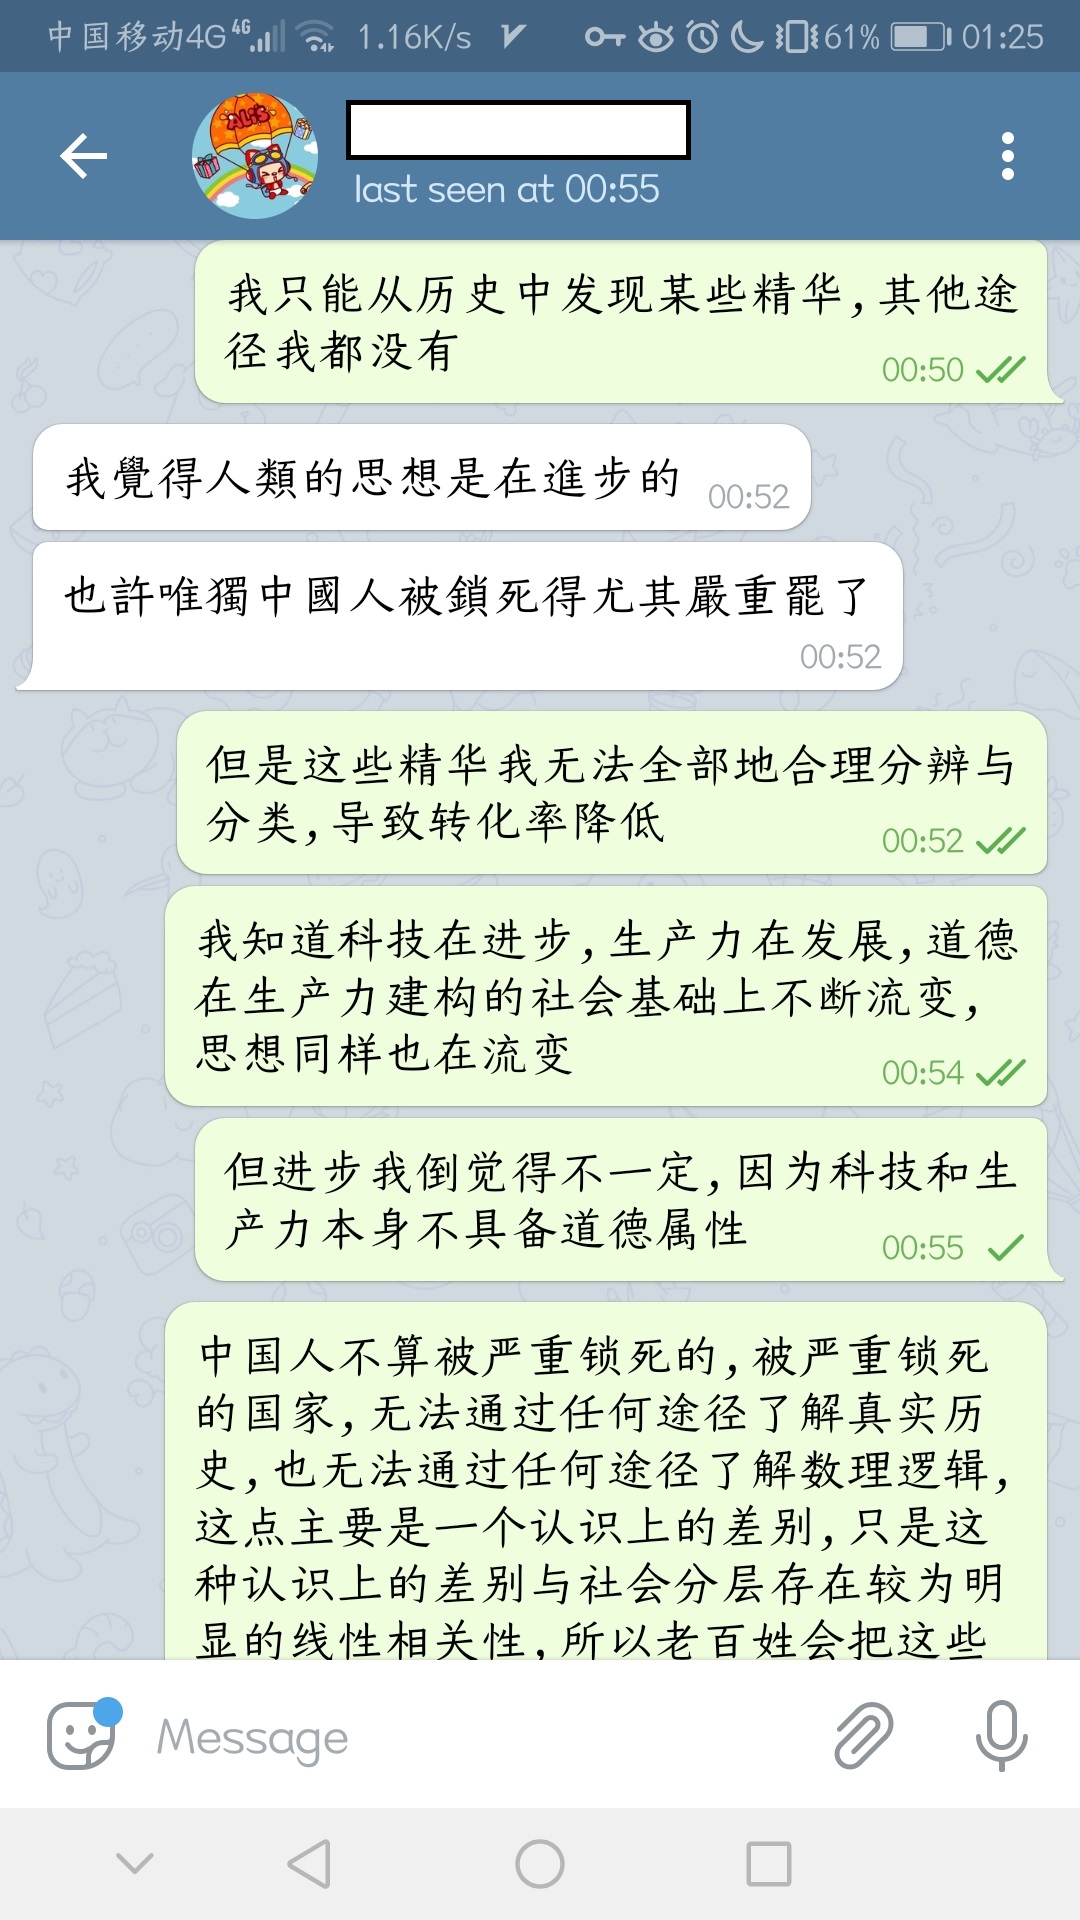 中国移动4G 4G 1.16K/s 61% 01:25
ALI'S
last seen at 00:55
我只能从历史中发现某些精华,其他途
径我都没有
00:50
我覺得人類的思想是在進步的
00:52
也許唯獨中國人被鎖死得尤其嚴重罷了
00:52
但是这些精华我无法全部地合理分辨与
分类,导致转化率降低
00:52
我知道科技在进步,生产力在发展,道德
在生产力建构的社会基础上不断流变,
思想同样也在流变
00:54
但进步我倒觉得不一定,因为科技和生
产力本身不具备道德属性
00:55
中国人不算被严重锁死的,被严重锁死
的国家,无法通过任何途径了解真实历
史,也无法通过任何途径了解数理逻辑,
这点主要是一个认识上的差别,只是这
种认识上的差别与社会分层存在较为明
显的线性相关性,所以老百姓会把这些
Message